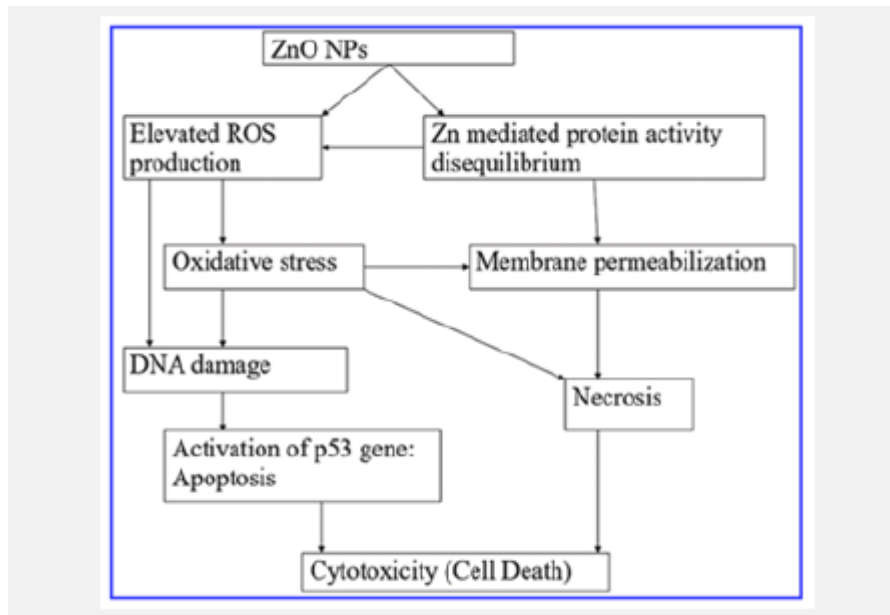 ZnO NPs
Elevated ROS
production
Zn mediated protein activity
disequilibrium
Oxidative stress
Membrane permeabilization
DNA damage
Necrosis
Activation of p53 gene:
Apoptosis
Cytotoxicity (Cell Death)